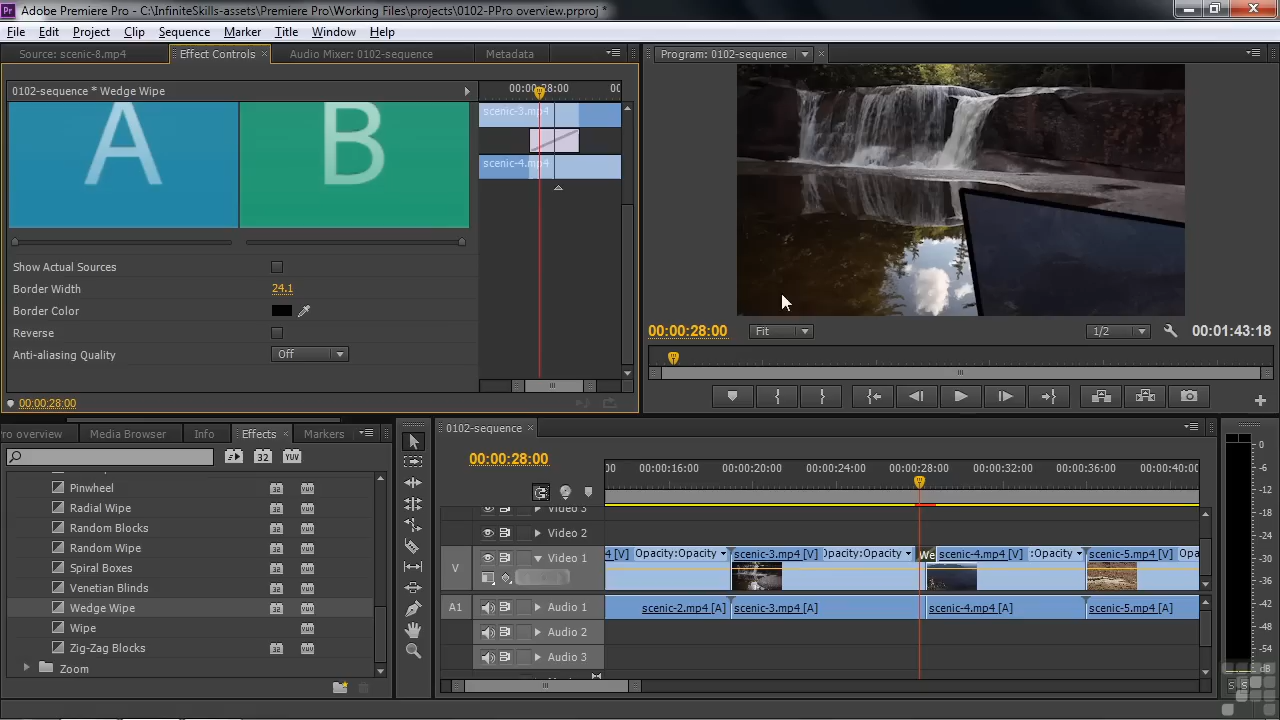 Adobe Premiere Pro - C:\InfiniteSkills-assets\Premiere Pro\Working Files\projects\0102-PPro overview.prproj *
File Edit Project Clip Sequence Marker Title Window Help
Source: scenic-8.mp4 Effect Controls Audio Mixer: 0102-sequence Metadata
Program: 0102-sequence
0102-sequence * Wedge Wipe
00:00:28:00 00
A B
scenic-3.mp4
scenic-4.mp4
Show Actual Sources
Border Width 24.1
Border Color
Reverse
Anti-aliasing Quality Off
00:00:28:00
00:00:28:00 Fit 1/2 00:01:43:18
ro overview Media Browser Info Effects Markers
0102-sequence
00:00:28:00
:00 00:00:16:00 00:00:20:00 00:00:24:00 00:00:28:00 00:00:32:00 00:00:36:00 00:00:40:00
Pinwheel
Radial Wipe
Random Blocks
Random Wipe
Spiral Boxes
Venetian Blinds
Wedge Wipe
Wipe
Zig-Zag Blocks
Zoom
Video 3
Video 2
V Video 1
4 [V] Opacity:Opacity scenic-3.mp4 [V] )pacity:Opacity We scenic-4.mp4 [V] :Opacity scenic-5.mp4 [V] Opa
A1 Audio 1 scenic-2.mp4 [A] scenic-3.mp4 [A] scenic-4.mp4 [A] scenic-5.mp4 [A]
Audio 2
Audio 3
0
-6
-12
-18
-24
-30
-36
-42
-48
-54
dB
S S